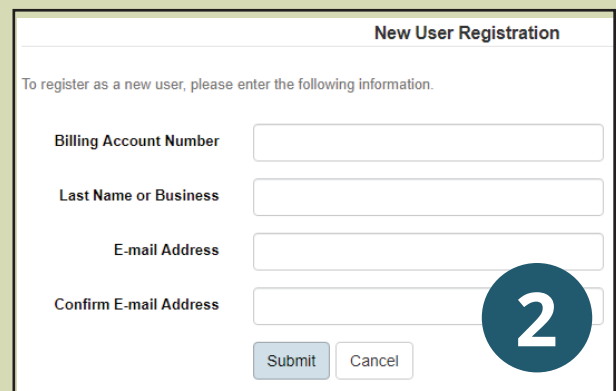 New User Registration
To register as a new user, please enter the following information.
Billing Account Number
Last Name or Business
E-mail Address
Confirm E-mail Address
2
Submit Cancel